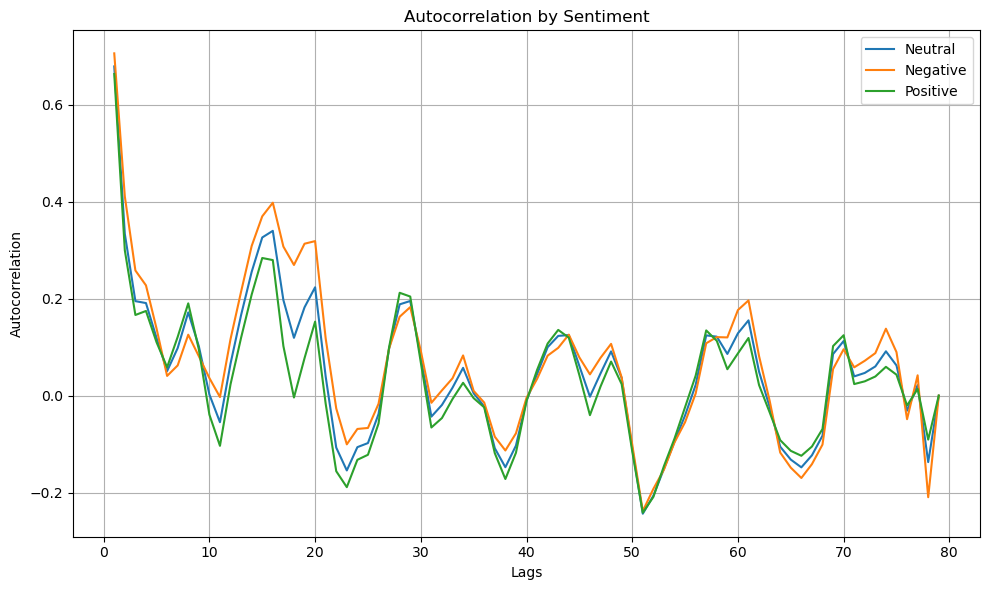 Autocorrelation by Sentiment
Neutral
Negative
Positive
Autocorrelation
0.6
0.4
0.2
0.0
−0.2
0 10 20 30 40 50 60 70 80
Lags